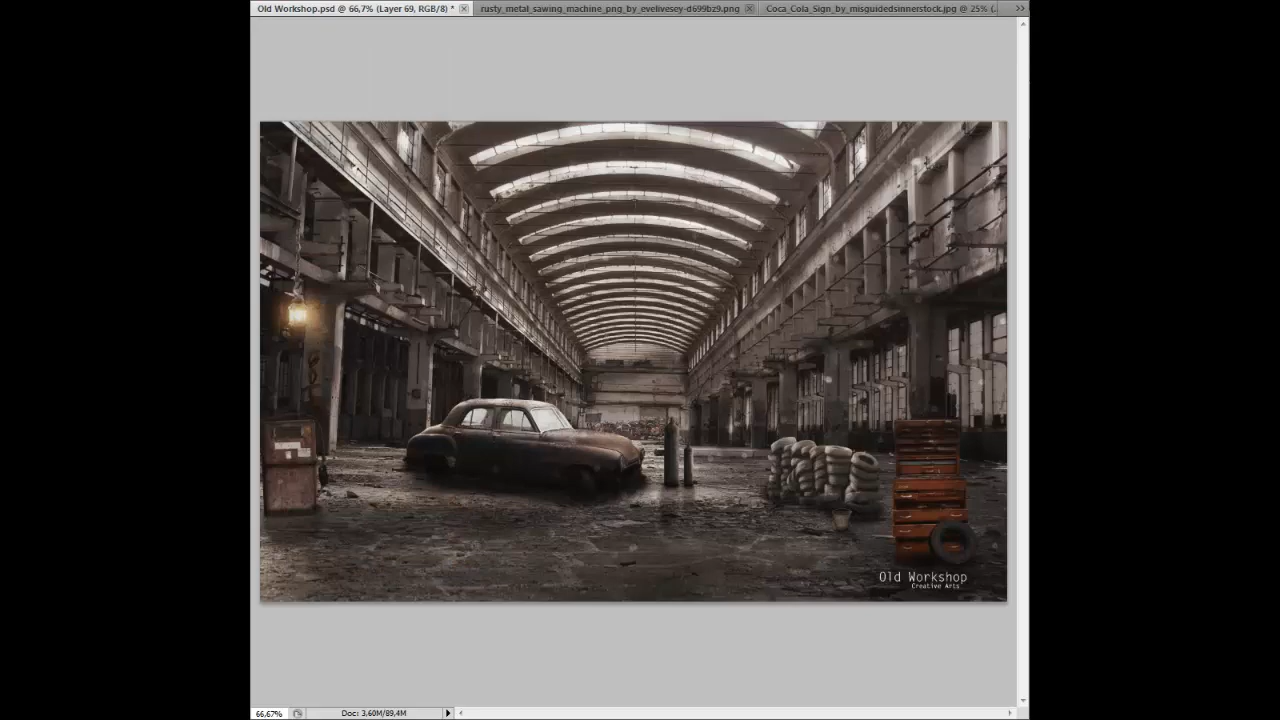 Old Workshop.psd @ 66,7% (Layer 69, RGB/8) *
rusty_metal_sawing_machine_png_by_evelivesey-d699bz9.png
Coca_Cola_Sign_by_misguidedsinnerstock.jpg @ 25% (.
>>
Old Workshop
Creative Arts
66,67%
Doc: 3,60M/89,4M